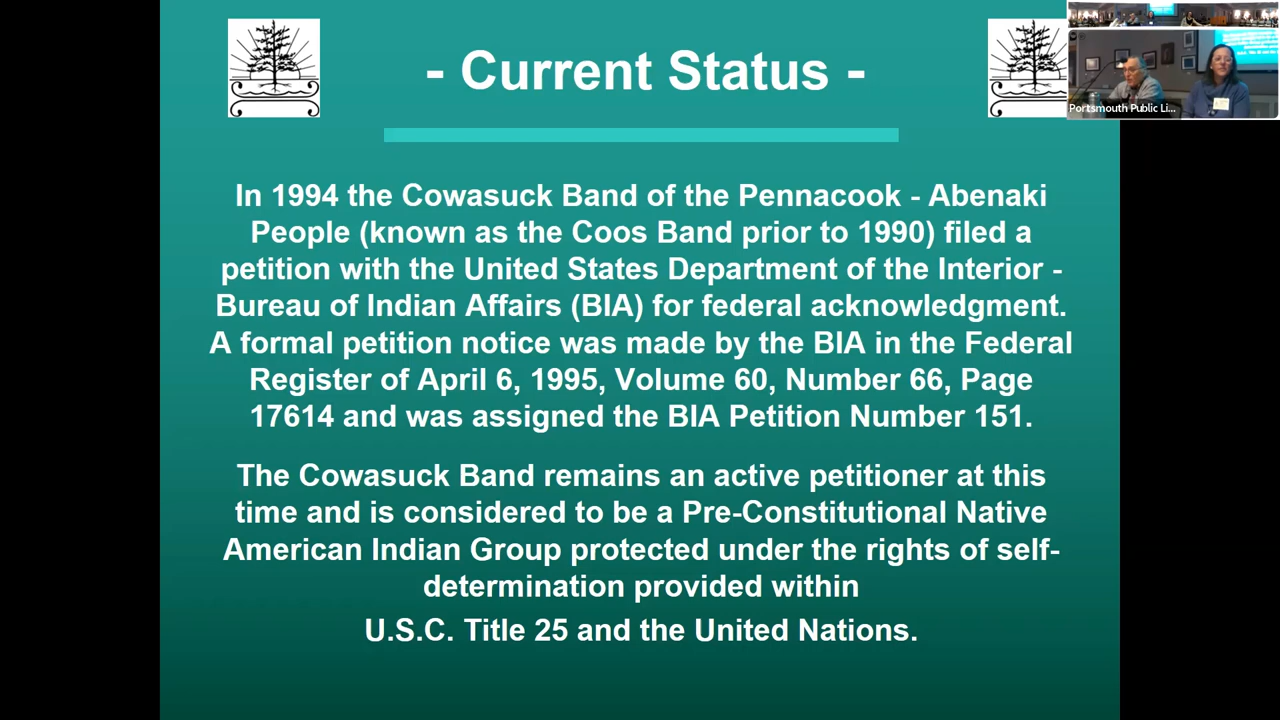 - Current Status -
Portsmouth Public Li...
In 1994 the Cowasuck Band of the Pennacook - Abenaki
People (known as the Coos Band prior to 1990) filed a
petition with the United States Department of the Interior -
Bureau of Indian Affairs (BIA) for federal acknowledgment.
A formal petition notice was made by the BIA in the Federal
Register of April 6, 1995, Volume 60, Number 66, Page
17614 and was assigned the BIA Petition Number 151.
The Cowasuck Band remains an active petitioner at this
time and is considered to be a Pre-Constitutional Native
American Indian Group protected under the rights of self-
determination provided within
U.S.C. Title 25 and the United Nations.